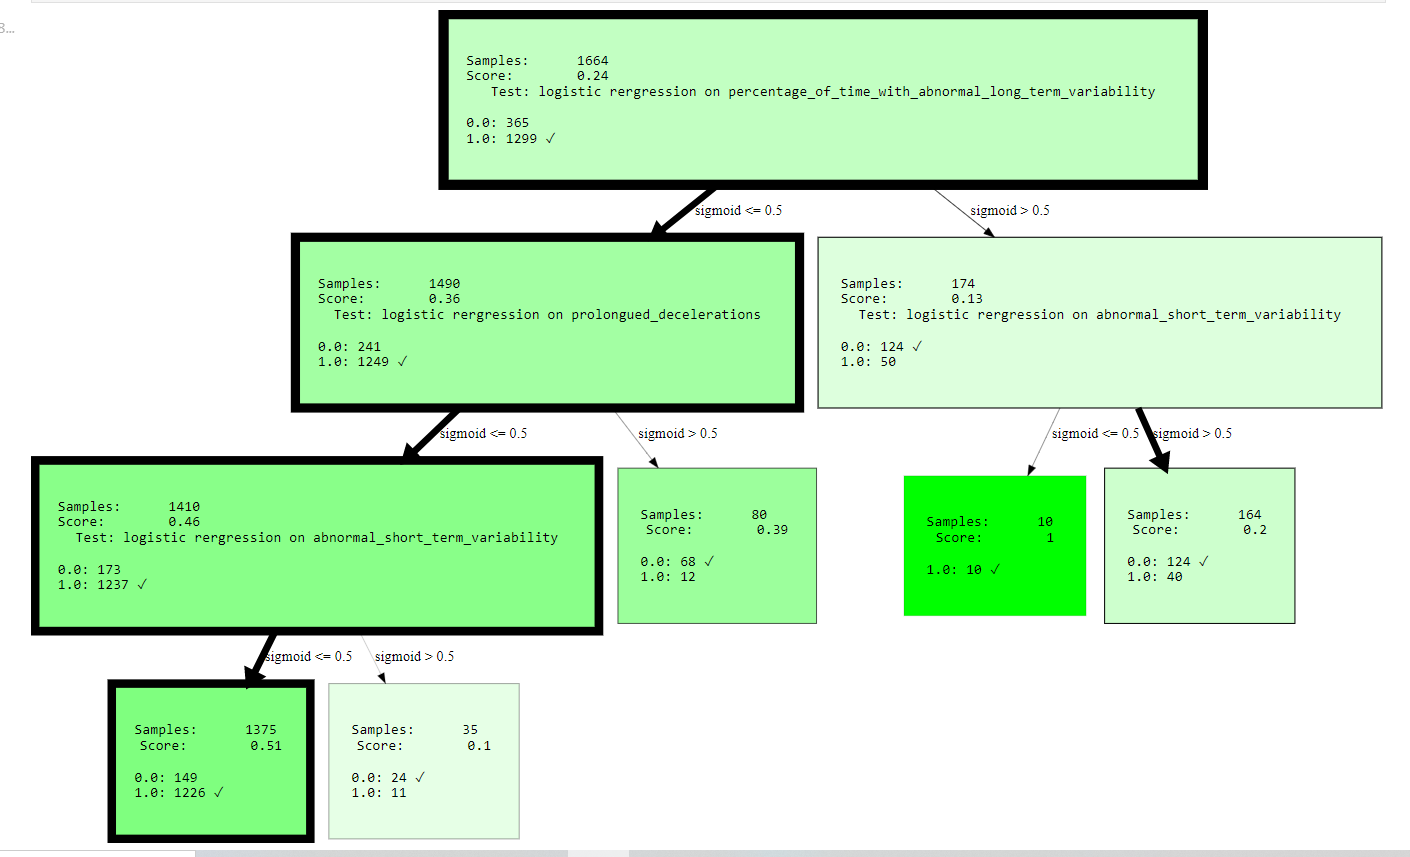 8...
Samples: 1664
Score: 0.24
Test: logistic rergression on percentage_of_time_with_abnormal_long_term_variability
0.0: 365
1.0: 1299 ✓
sigmoid <= 0.5
sigmoid > 0.5
Samples: 1490
Score: 0.36
Test: logistic rergression on prolongued_decelerations
0.0: 241
1.0: 1249 ✓
Samples: 174
Score: 0.13
Test: logistic rergression on abnormal_short_term_variability
0.0: 124 ✓
1.0: 50
sigmoid <= 0.5
sigmoid > 0.5
sigmoid <= 0.5
sigmoid > 0.5
Samples: 1410
Score: 0.46
Test: logistic rergression on abnormal_short_term_variability
0.0: 173
1.0: 1237 ✓
Samples: 80
Score: 0.39
0.0: 68 ✓
1.0: 12
Samples: 10
Score: 1
1.0: 10 ✓
Samples: 164
Score: 0.2
0.0: 124 ✓
1.0: 40
sigmoid <= 0.5
sigmoid > 0.5
Samples: 1375
Score: 0.51
0.0: 149
1.0: 1226 ✓
Samples: 35
Score: 0.1
0.0: 24 ✓
1.0: 11